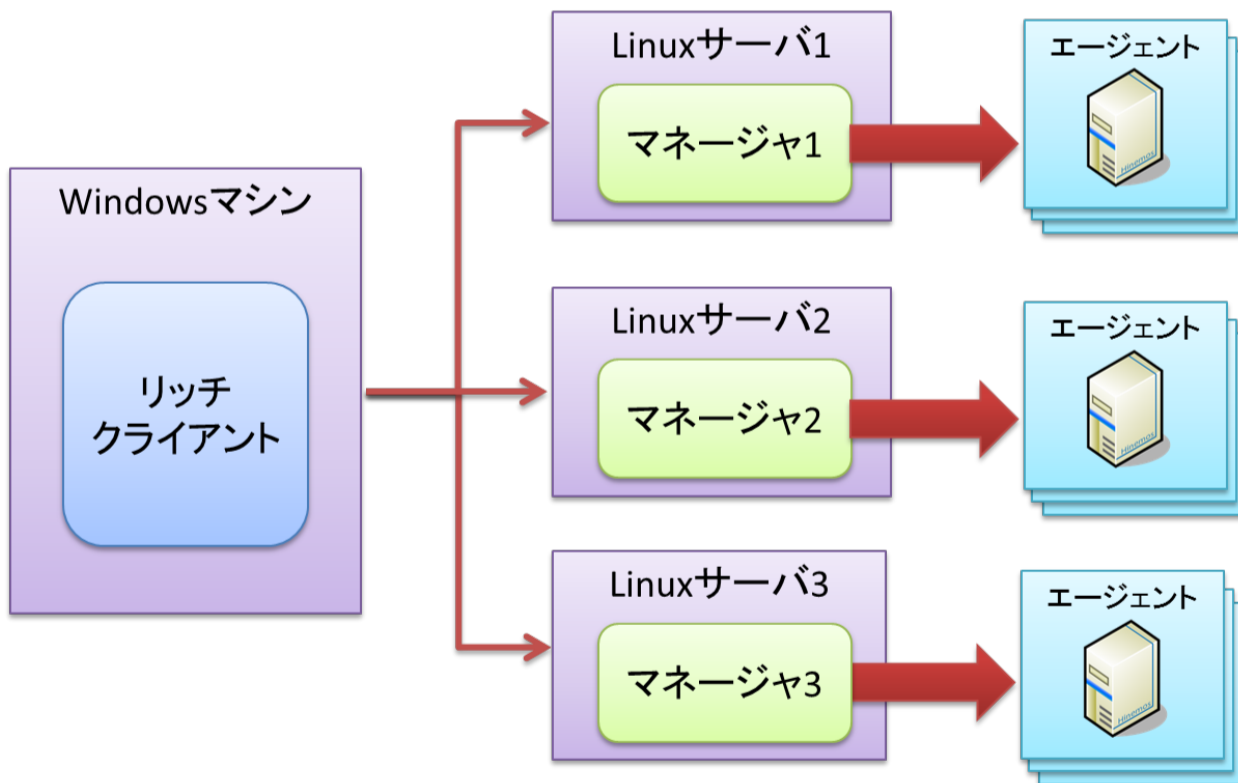 Windowsマシン
リッチ
クライアント
Linuxサーバ1
マネージャ1
エージェント
Hinemos
Linuxサーバ2
マネージャ2
エージェント
Hinemos
Linuxサーバ3
マネージャ3
エージェント
Hinemos